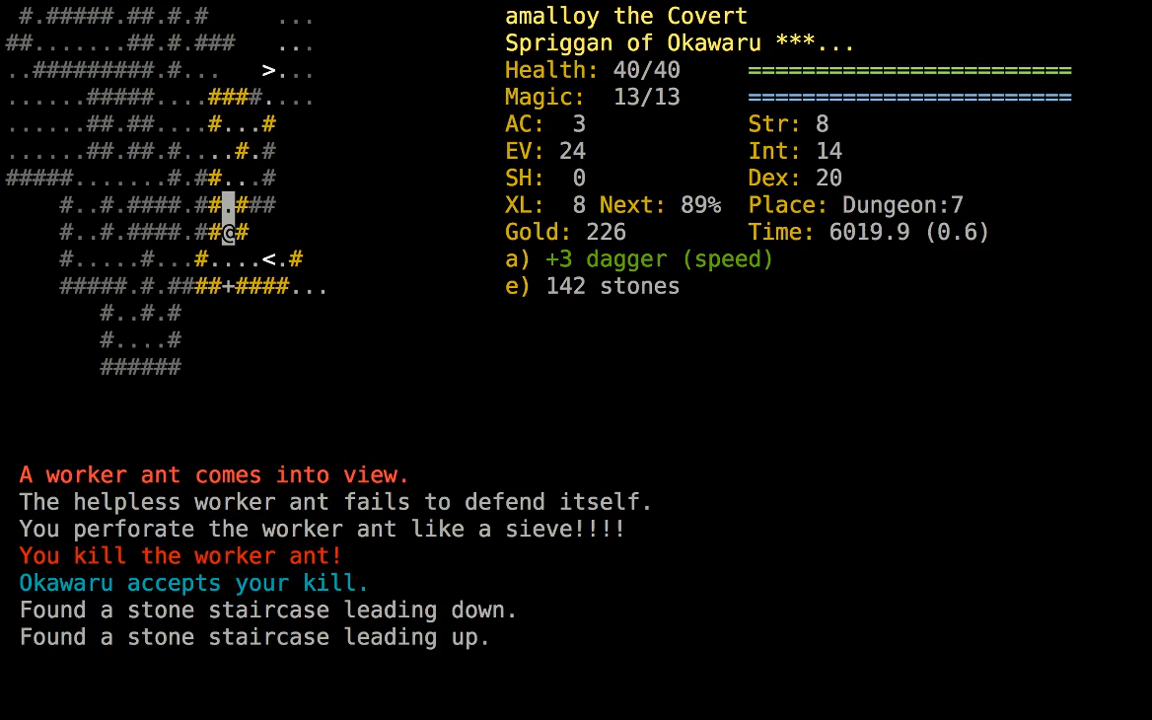 #.#####.##.#.#     ...          amalloy the Covert
##.......##.#.###   ...          Spriggan of Okawaru ***...
..#########.#...   >...          Health: 40/40     ========================
......#####....####....          Magic:  13/13     ========================
......##.##....#...#             AC:  3            Str: 8
......##.##.....#.#              EV: 24            Int: 14
#####.......#.##...#             SH:  0            Dex: 20
    #..#.####.##.###             XL:  8 Next: 89%  Place: Dungeon:7
    #..#.####.##@#               Gold: 226         Time: 6019.9 (0.6)
    #.....#...#....<.#           a) +3 dagger (speed)
    #####.#.####+####...         e) 142 stones
       #..#.#
       #....#
       ######
A worker ant comes into view.
The helpless worker ant fails to defend itself.
You perforate the worker ant like a sieve!!!!
You kill the worker ant!
Okawaru accepts your kill.
Found a stone staircase leading down.
Found a stone staircase leading up.